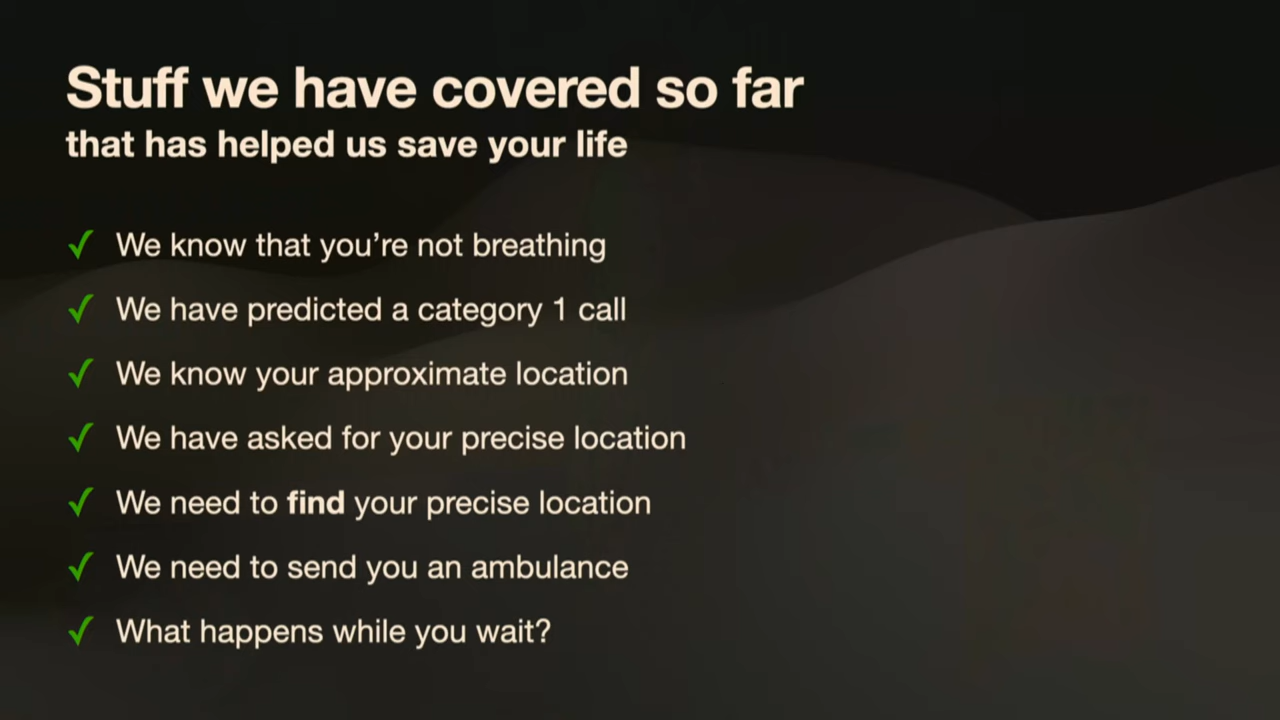 Stuff we have covered so far
that has helped us save your life
✓ We know that you’re not breathing
✓ We have predicted a category 1 call
✓ We know your approximate location
✓ We have asked for your precise location
✓ We need to find your precise location
✓ We need to send you an ambulance
✓ What happens while you wait?